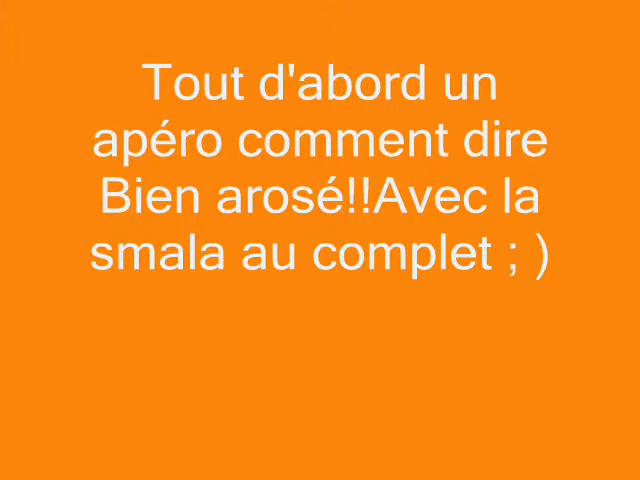 Tout d'abord un
apéro comment dire
Bien arosé!!Avec la
smala au complet ; )